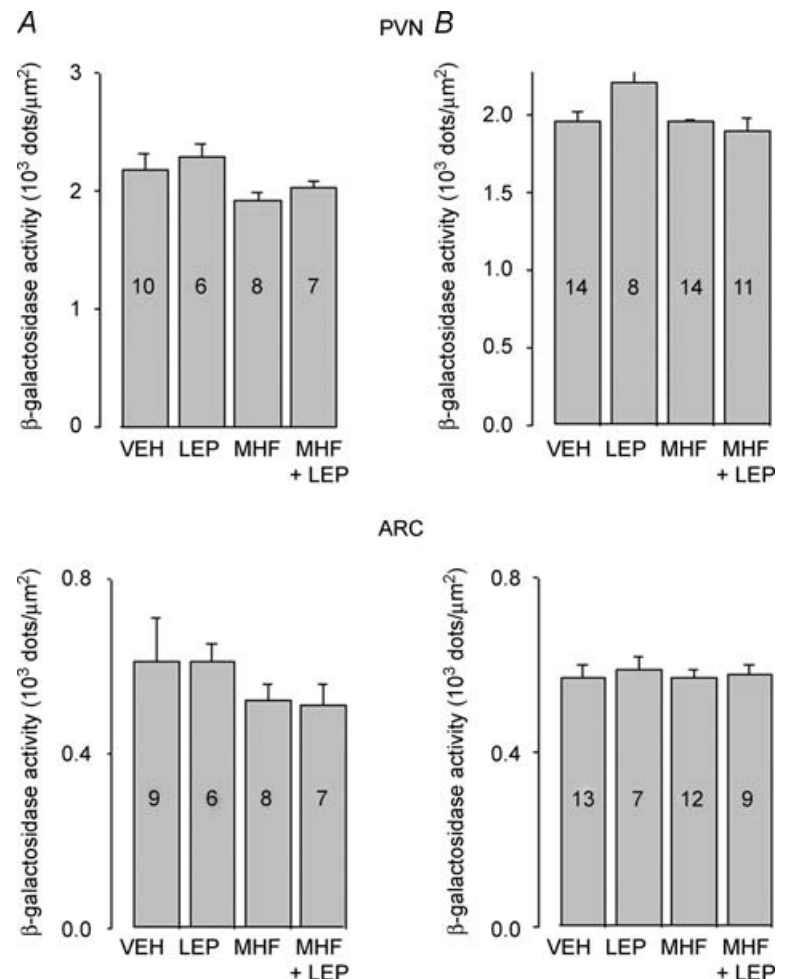 A
PVN
B
β-galactosidase activity (10³ dots/μm²)
3
2
1
0
10
6
8
7
VEH
LEP
MHF
MHF
+ LEP
β-galactosidase activity (10³ dots/μm²)
2.0
1.5
1.0
0.5
0.0
14
8
14
11
VEH
LEP
MHF
MHF
+ LEP
ARC
β-galactosidase activity (10³ dots/μm²)
0.8
0.4
0.0
9
6
8
7
VEH
LEP
MHF
MHF
+ LEP
β-galactosidase activity (10³ dots/μm²)
0.8
0.4
0.0
13
7
12
9
VEH
LEP
MHF
MHF
+ LEP